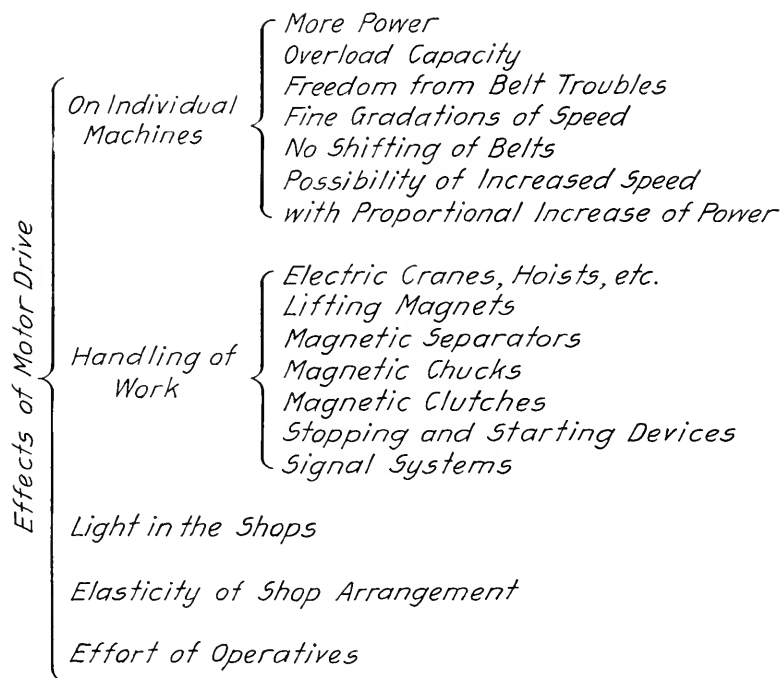 Effects of Motor Drive
On Individual
Machines
More Power
Overload Capacity
Freedom from Belt Troubles
Fine Gradations of Speed
No Shifting of Belts
Possibility of Increased Speed
with Proportional Increase of Power
Handling of
Work
Electric Cranes, Hoists, etc.
Lifting Magnets
Magnetic Separators
Magnetic Chucks
Magnetic Clutches
Stopping and Starting Devices
Signal Systems
Light in the Shops
Elasticity of Shop Arrangement
Effort of Operatives